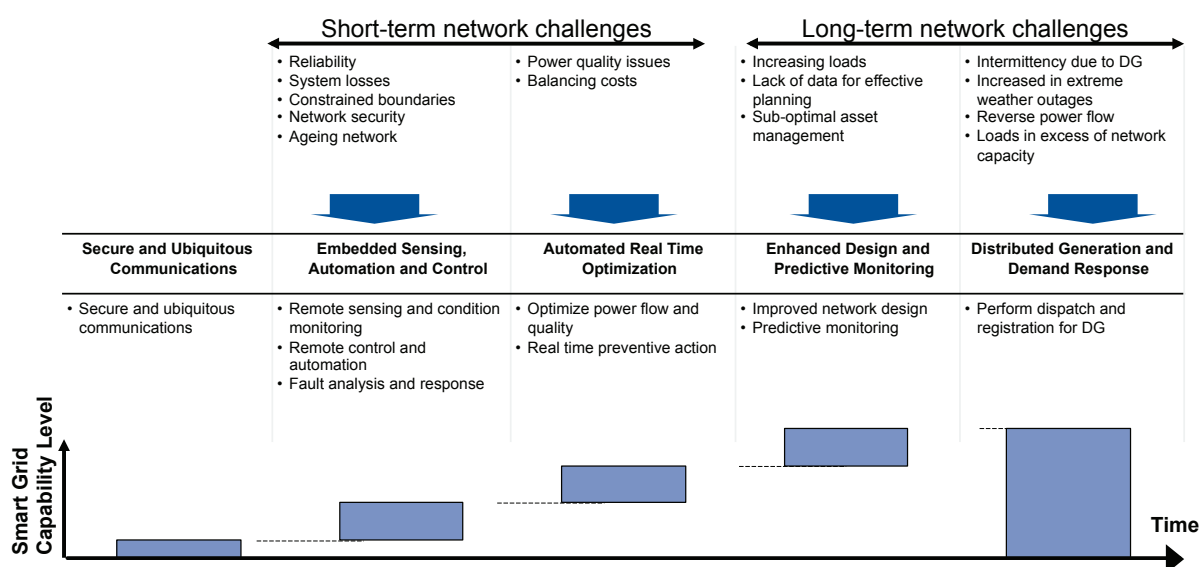 Short-term network challenges
Long-term network challenges
• Reliability
• System losses
• Constrained boundaries
• Network security
• Ageing network
• Power quality issues
• Balancing costs
• Increasing loads
• Lack of data for effective
planning
• Sub-optimal asset
management
• Intermittency due to DG
• Increased in extreme
weather outages
• Reverse power flow
• Loads in excess of network
capacity
Secure and Ubiquitous
Communications
Embedded Sensing,
Automation and Control
Automated Real Time
Optimization
Enhanced Design and
Predictive Monitoring
Distributed Generation and
Demand Response
• Secure and ubiquitous
communications
• Remote sensing and condition
monitoring
• Remote control and
automation
• Fault analysis and response
• Optimize power flow and
quality
• Real time preventive action
• Improved network design
• Predictive monitoring
• Perform dispatch and
registration for DG
Smart Grid
Capability Level
Time